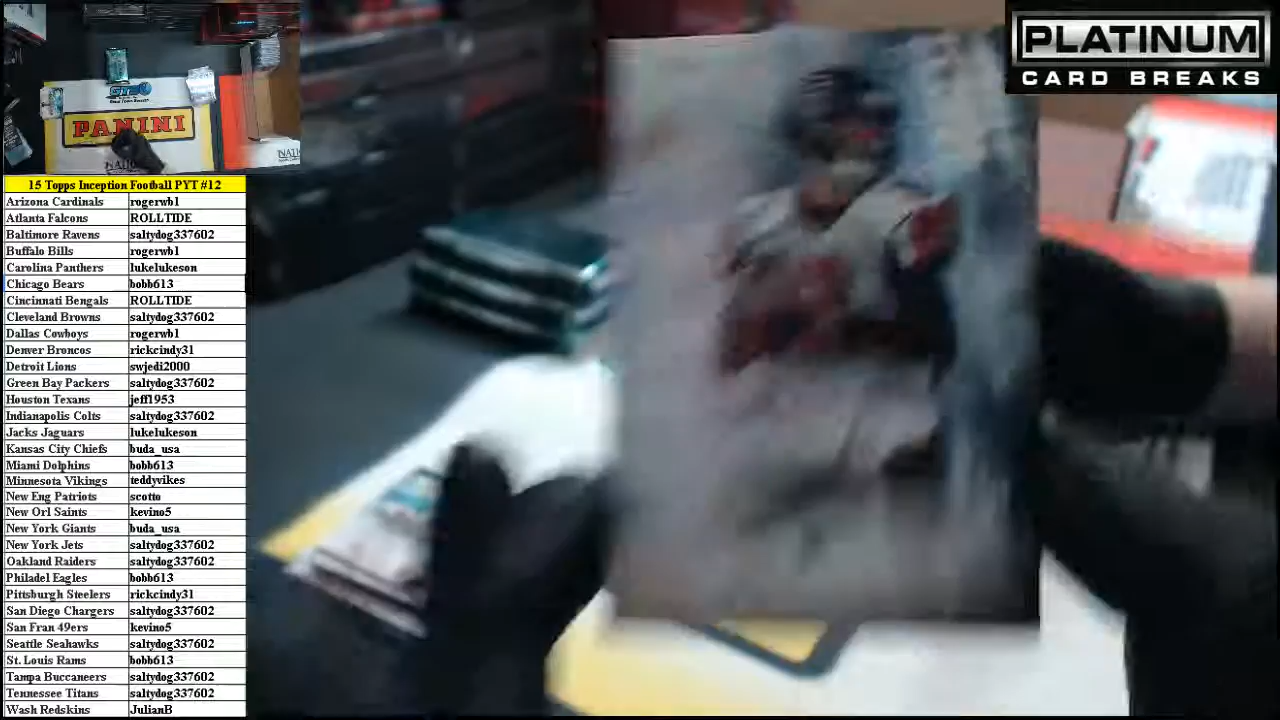 PLATINUM
CARD BREAKS
PANINI
15 Topps Inception Football PYT #12
Arizona Cardinals rogerwb1
Atlanta Falcons ROLLTIDE
Baltimore Ravens saltydog337602
Buffalo Bills rogerwb1
Carolina Panthers lukelukeson
Chicago Bears bobb613
Cincinnati Bengals ROLLTIDE
Cleveland Browns saltydog337602
Dallas Cowboys rogerwb1
Denver Broncos rickcindy31
Detroit Lions swjedi2000
Green Bay Packers saltydog337602
Houston Texans jeff1953
Indianapolis Colts saltydog337602
Jacks Jaguars lukelukeson
Kansas City Chiefs buda_usa
Miami Dolphins bobb613
Minnesota Vikings teddyvikes
New Eng Patriots scotto
New Orl Saints kevino5
New York Giants buda_usa
New York Jets saltydog337602
Oakland Raiders saltydog337602
Philadel Eagles bobb613
Pittsburgh Steelers rickcindy31
San Diego Chargers saltydog337602
San Fran 49ers kevino5
Seattle Seahawks saltydog337602
St. Louis Rams bobb613
Tampa Buccaneers saltydog337602
Tennessee Titans saltydog337602
Wash Redskins JulianB